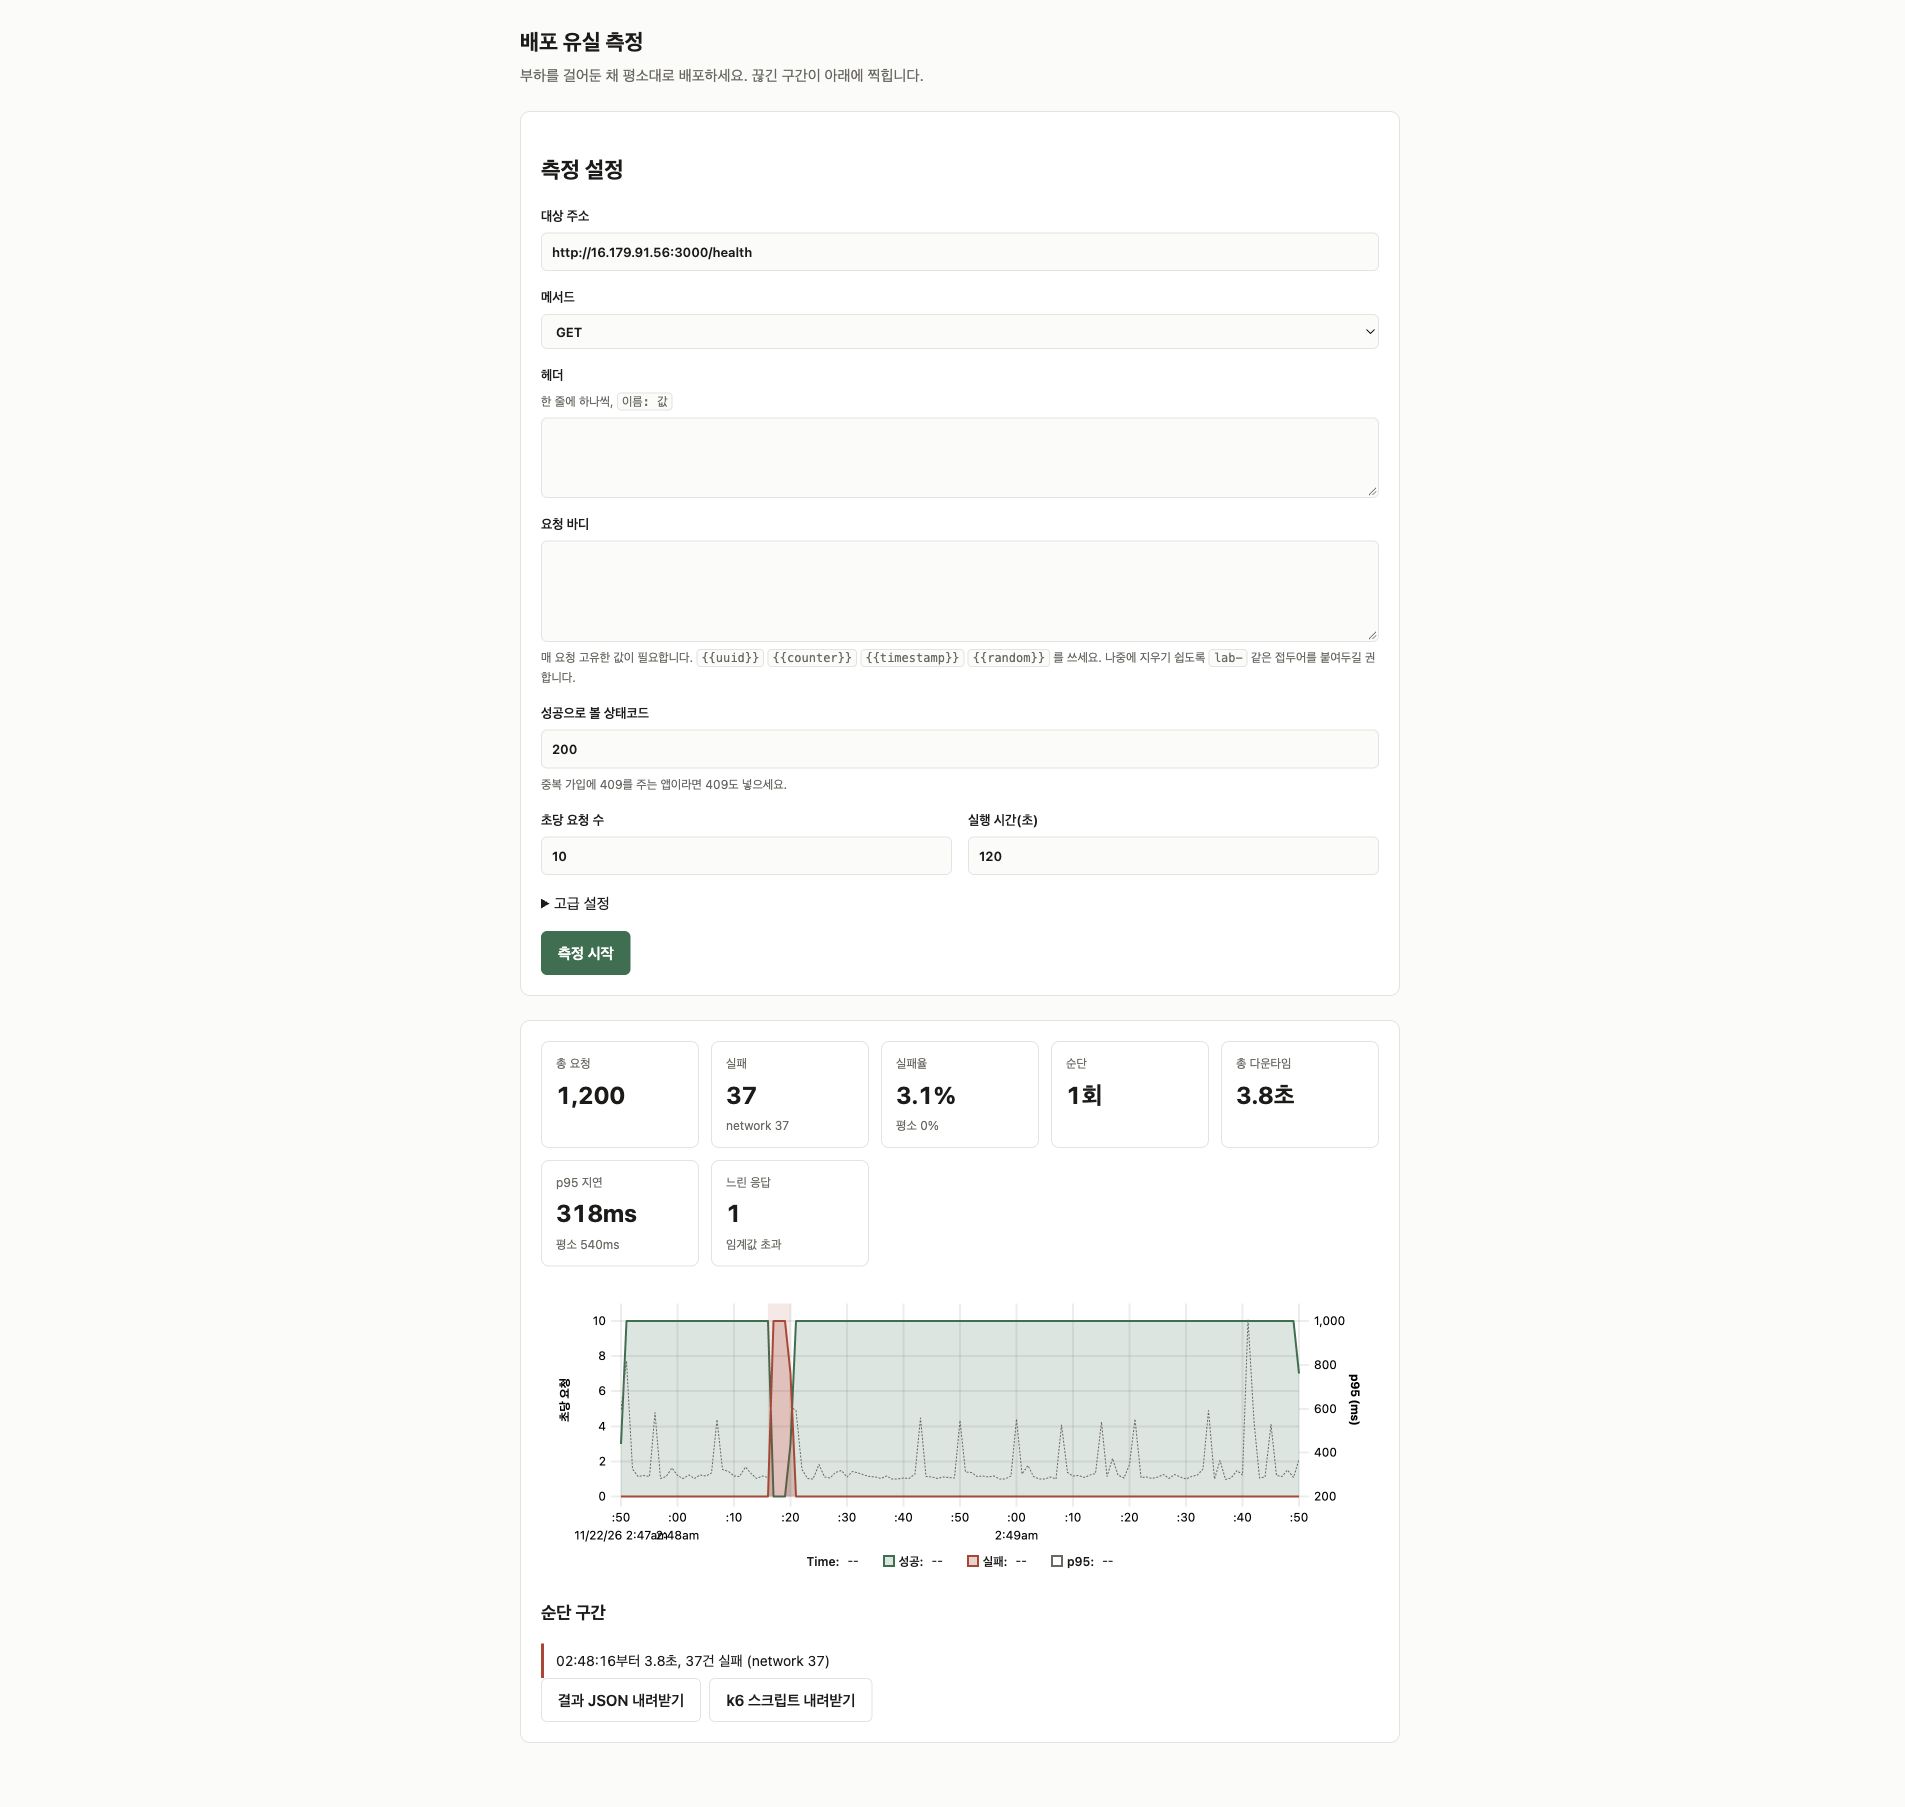 배포 유실 측정
부하를 걸어둔 채 평소대로 배포하세요. 끊긴 구간이 아래에 찍힙니다.
측정 설정
대상 주소
http://16.179.91.56:3000/health
메서드
GET
헤더
한 줄에 하나씩, 이름: 값
요청 바디
매 요청 고유한 값이 필요합니다. {{uuid}} {{counter}} {{timestamp}} {{random}} 를 쓰세요. 나중에 지우기 쉽도록 lab- 같은 접두어를 붙여두길 권
합니다.
성공으로 볼 상태코드
200
중복 가입에 409를 주는 앱이라면 409도 넣으세요.
초당 요청 수 실행 시간(초)
10 120
▶ 고급 설정
측정 시작
총 요청 실패 실패율 순단 총 다운타임
1,200 37 3.1% 1회 3.8초
network 37 평소 0%
p95 지연 느린 응답
318ms 1
평소 540ms 임계값 초과
초당 요청
10 1,000
8 800
6 600
4 400
2
0 200
p95 (ms)
:50 :00 :10 :20 :30 :40 :50 :00 :10 :20 :30 :40 :50
11/22/26 2:47am 2:48am 2:49am
Time: -- 성공: -- 실패: -- p95: --
순단 구간
02:48:16부터 3.8초, 37건 실패 (network 37)
결과 JSON 내려받기 k6 스크립트 내려받기